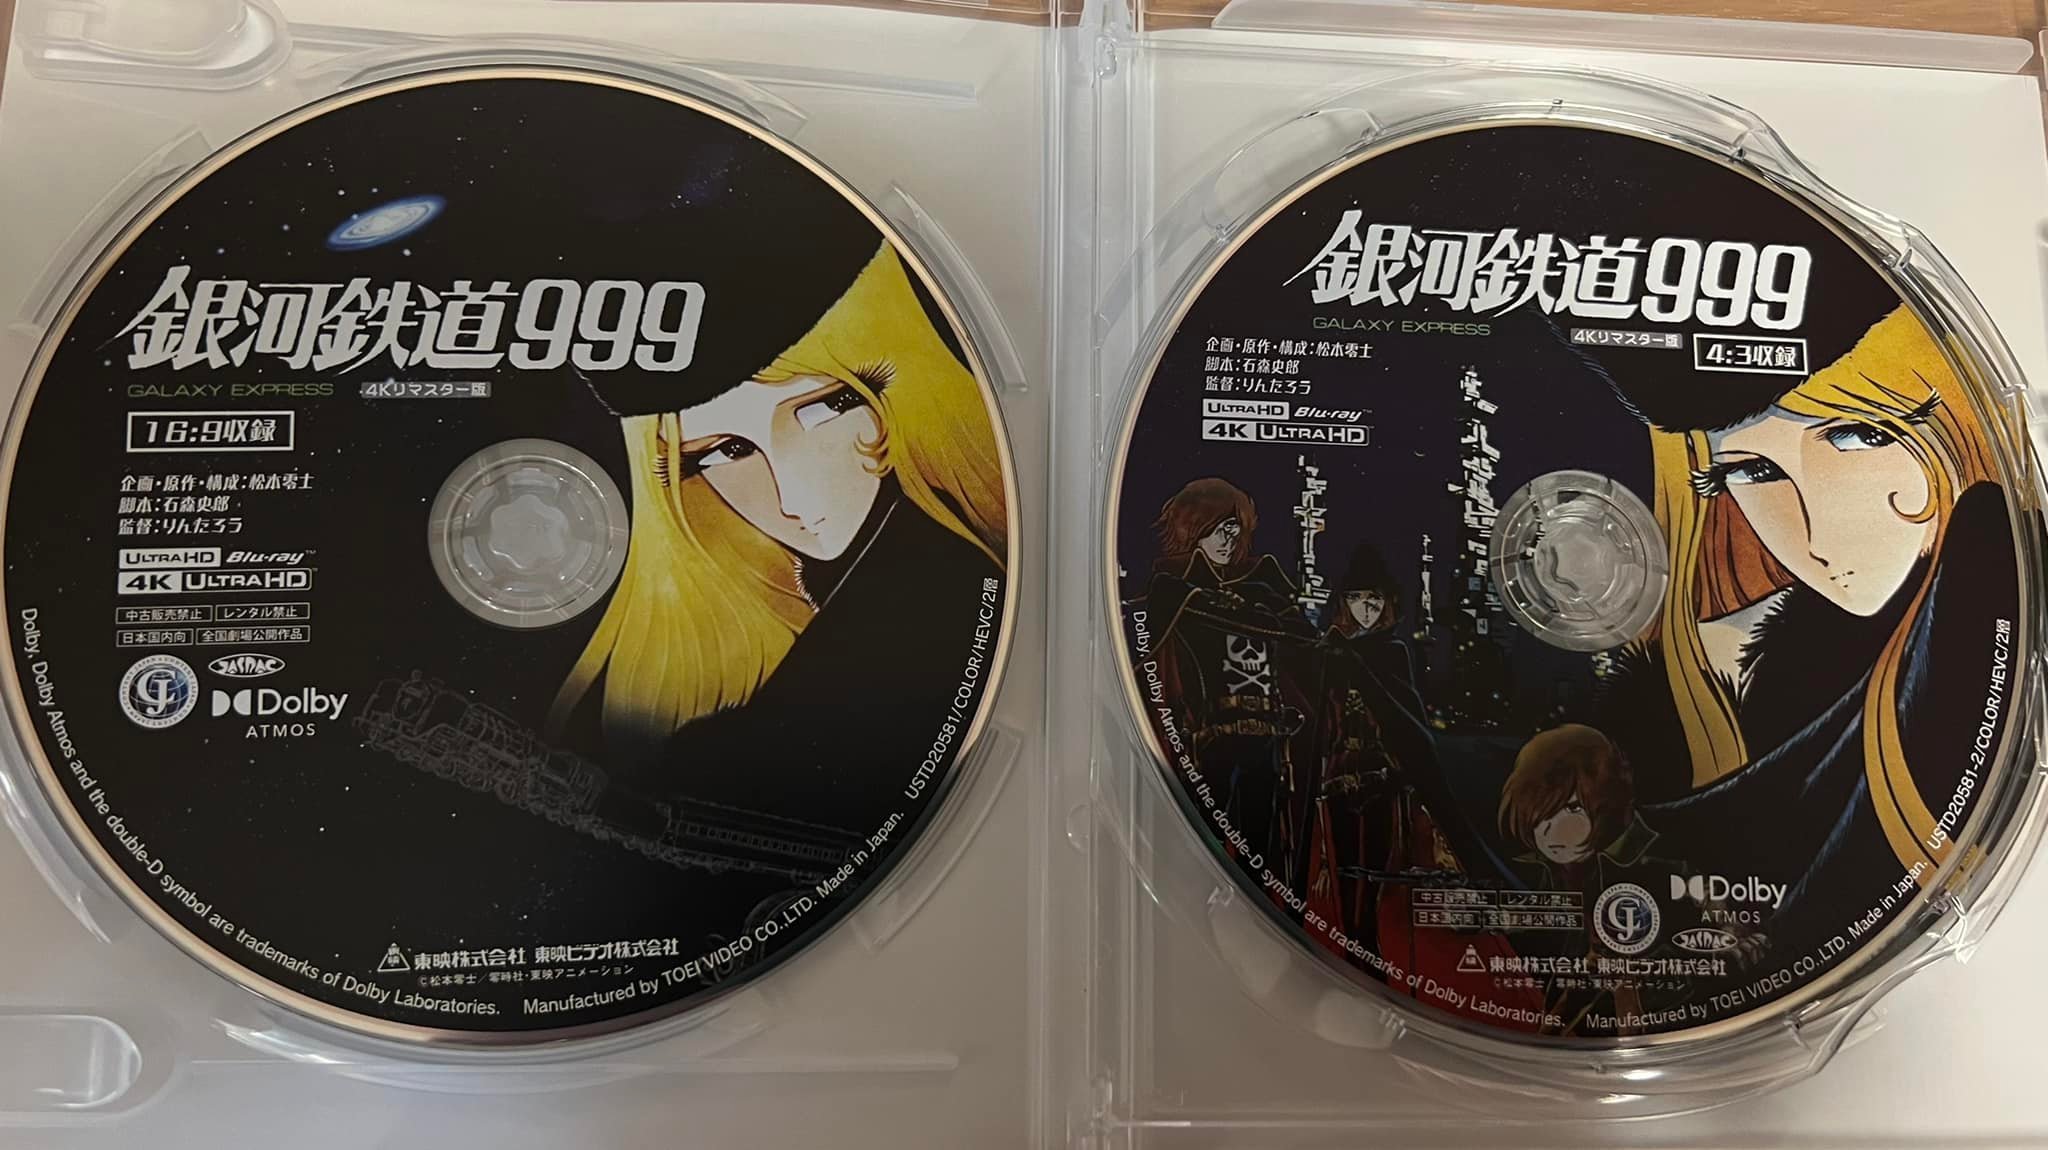 銀河鉄道999
GALAXY EXPRESS 4Kリマスター版
16:9収録
企画・原作・構成:松本零士
脚本:石森史郎
監督:りんたろう
ULTRA HD Blu-ray™
4K ULTRA HD™
中古販売禁止 レンタル禁止
日本国内向 全国劇場公開作品
JASRAC
Dolby
ATMOS
東映株式会社 東映ビデオ株式会社
©松本零士/零時社・東映アニメーション
Dolby, Dolby Atmos and the double-D symbol are trademarks of Dolby Laboratories. Manufactured by TOEI VIDEO CO.,LTD. Made in Japan. USTD20581/COLOR/HEVC/2層
銀河鉄道999
GALAXY EXPRESS 4Kリマスター版
4:3収録
企画・原作・構成:松本零士
脚本:石森史郎
監督:りんたろう
ULTRA HD Blu-ray™
4K ULTRA HD™
中古販売禁止 レンタル禁止
日本国内向 全国劇場公開作品
Dolby
ATMOS
JASRAC
東映株式会社 東映ビデオ株式会社
©松本零士/零時社・東映アニメーション
Dolby, Dolby Atmos and the double-D symbol are trademarks of Dolby Laboratories. Manufactured by TOEI VIDEO CO.,LTD. Made in Japan. USTD20581-2/COLOR/HEVC/2層